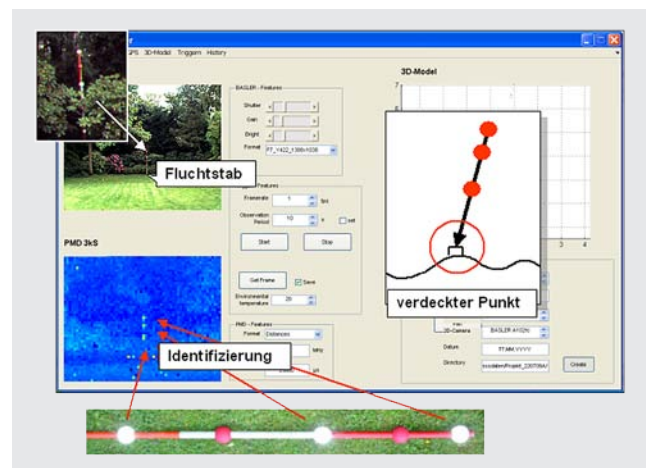 GPS 3D-Modell Triggern History
BASLER - Features
Shutter
Gain
Bright
Format F7_Y422_1388x1038
Fluchtstab
Features
Framerate 1 fps
Observation Period 10 s set
Start Stop
PMD 3kS
Get Frame Save
Environmental temperature 25
PMD - Features
Format Distances
Identifizierung
3D-Model
7
verdeckter Punkt
3 4
2D-Camera BASLER A102fc
Datum TT.MM.YYYY
Directory Create